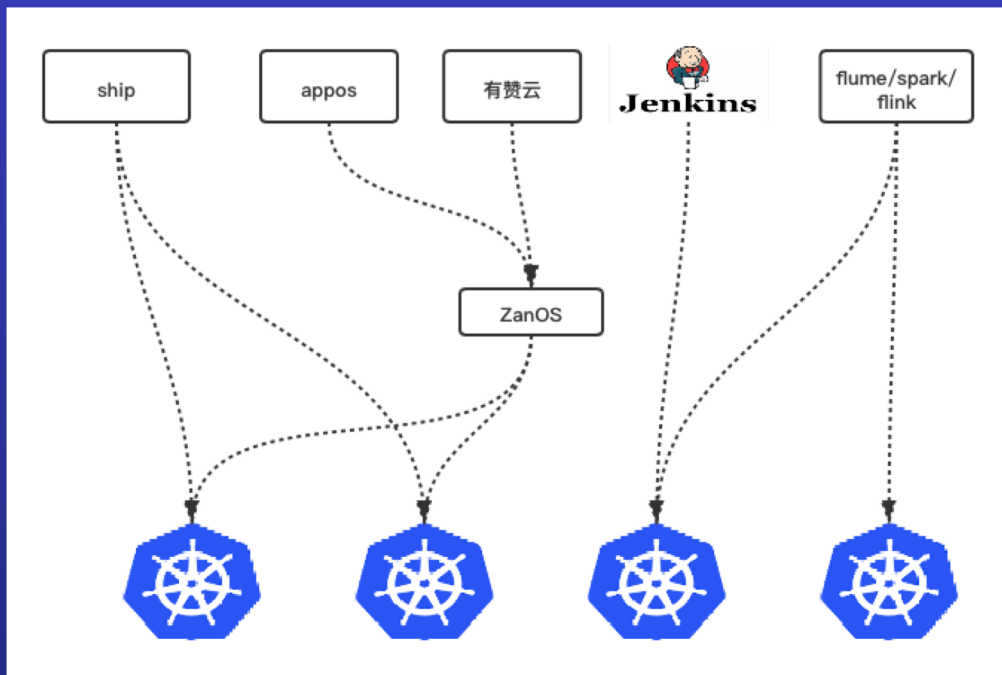 ship
appos
有赞云
Jenkins
flume/spark/
flink
ZanOS